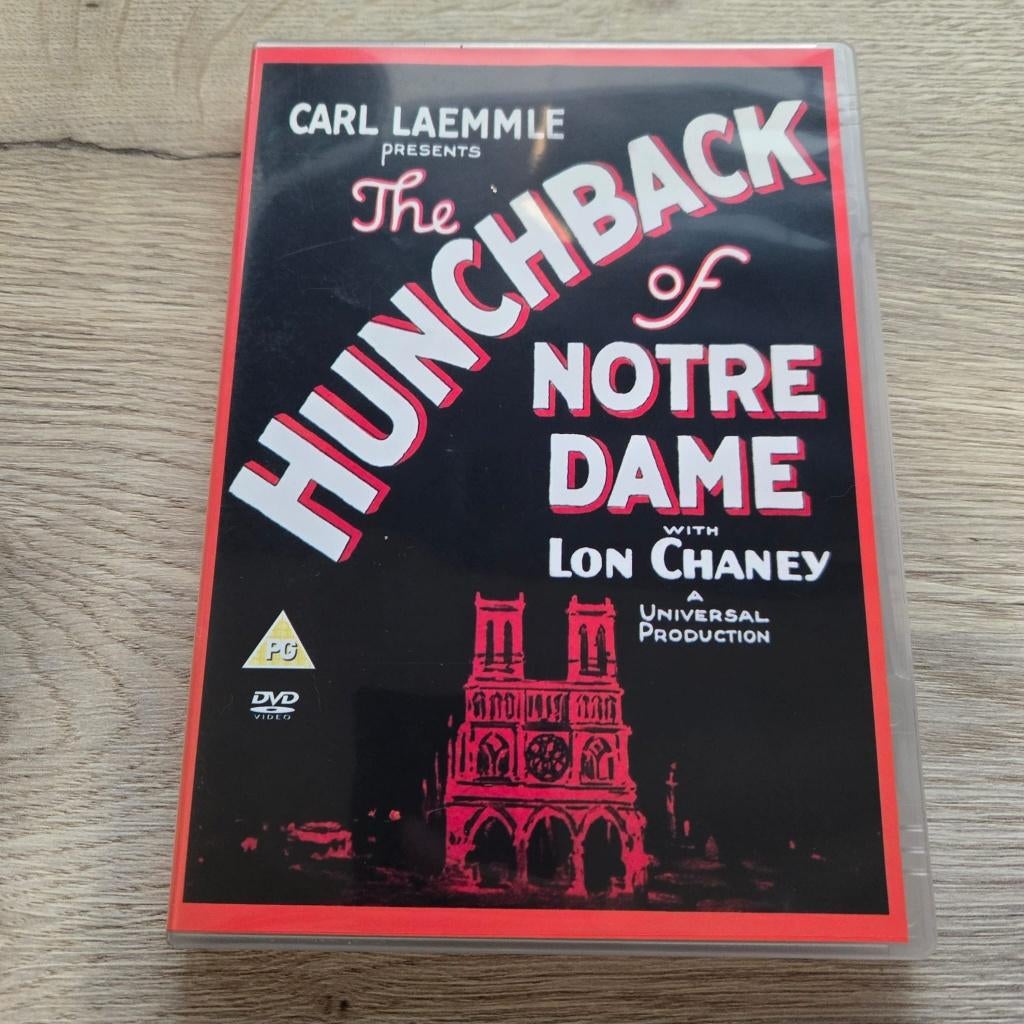 CARL LAEMMLE
PRESENTS
The
HUNCHBACK
of
NOTRE
DAME
WITH
LON CHANEY
A
UNIVERSAL
PRODUCTION
PG
DVD
VIDEO